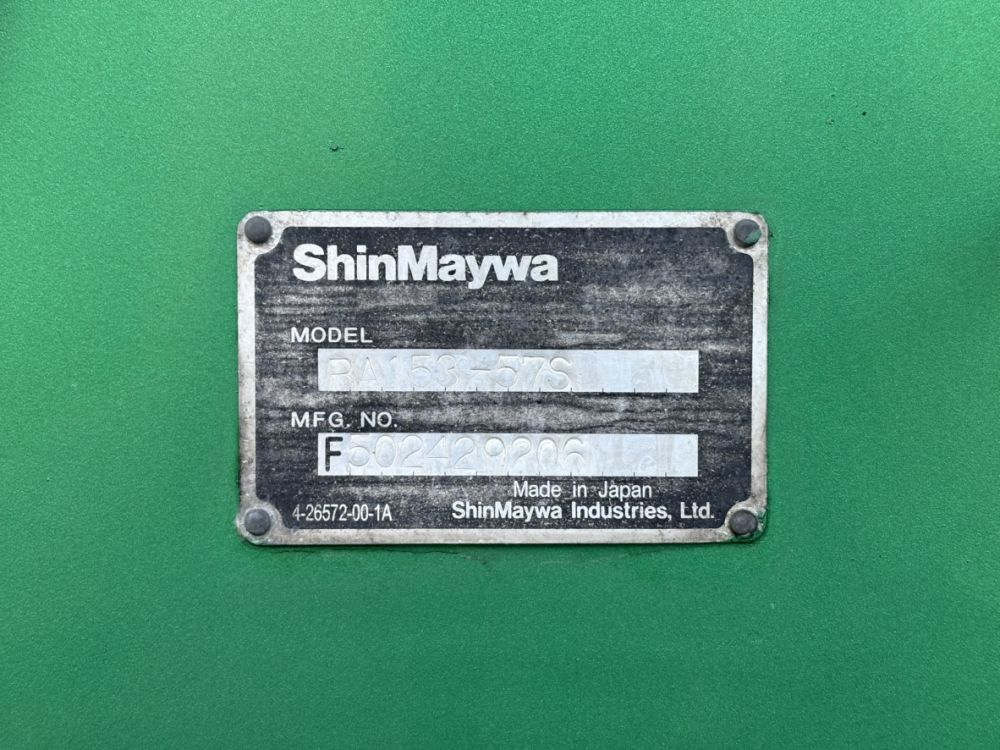 ShinMaywa
MODEL
RA153-57S
MFG. NO.
F502429206
Made in Japan
4-26572-00-1A ShinMaywa Industries, Ltd.